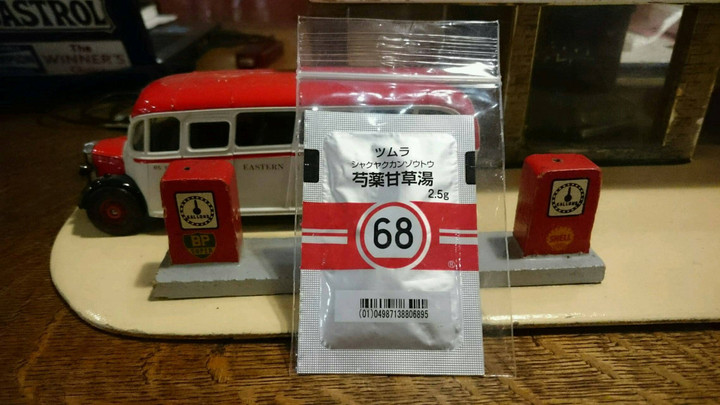 ASTROL
The
WINNER'S
EASTERN
BP
SHELL
ツムラ
シャクヤクカンゾウトウ
芍薬甘草湯
2.5g
68
(01)04987138806895